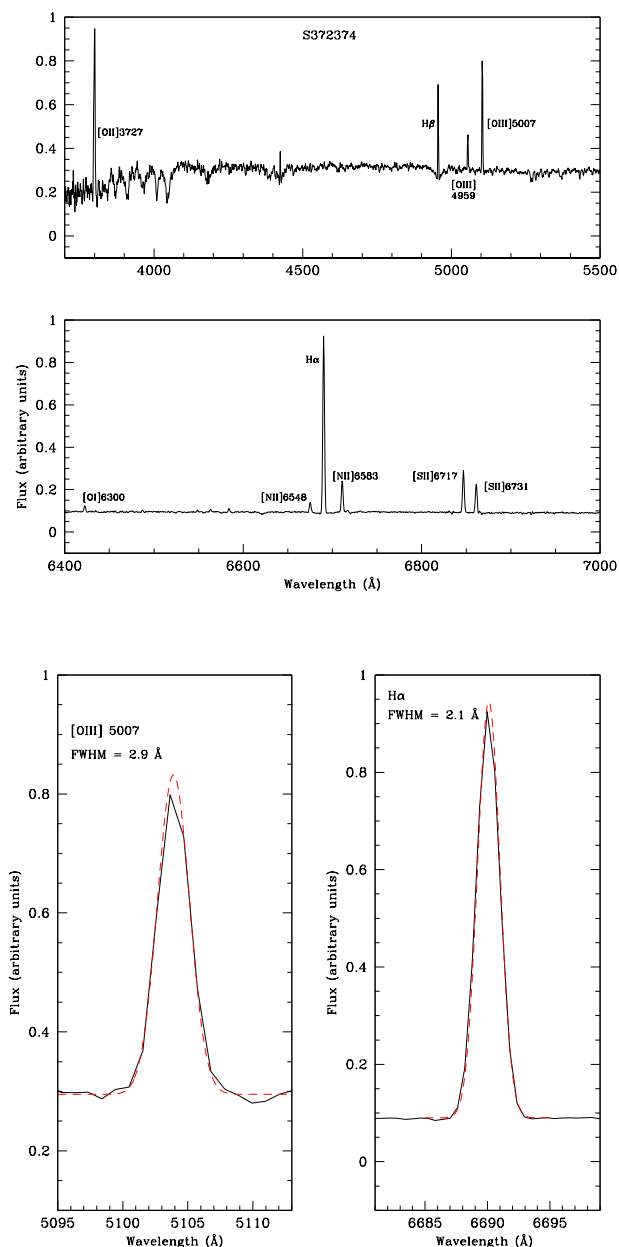 S372374
1
0.8
0.6
0.4
0.2
0
[OII]3727
Hβ
[OIII]5007
[OIII]
4959
4000
4500
5000
5500
Flux (arbitrary units)
1
0.8
0.6
0.4
0.2
0
Hα
[OI]6300
[NII]6548
[NII]6583
[SII]6717
[SII]6731
6400
6600
6800
7000
Wavelength (Å)
Flux (arbitrary units)
1
0.8
0.6
0.4
0.2
[OIII] 5007
FWHM = 2.9 Å
5095
5100
5105
5110
Wavelength (Å)
Flux (arbitrary units)
1
0.8
0.6
0.4
0.2
0
Hα
FWHM = 2.1 Å
6685
6690
6695
Wavelength (Å)